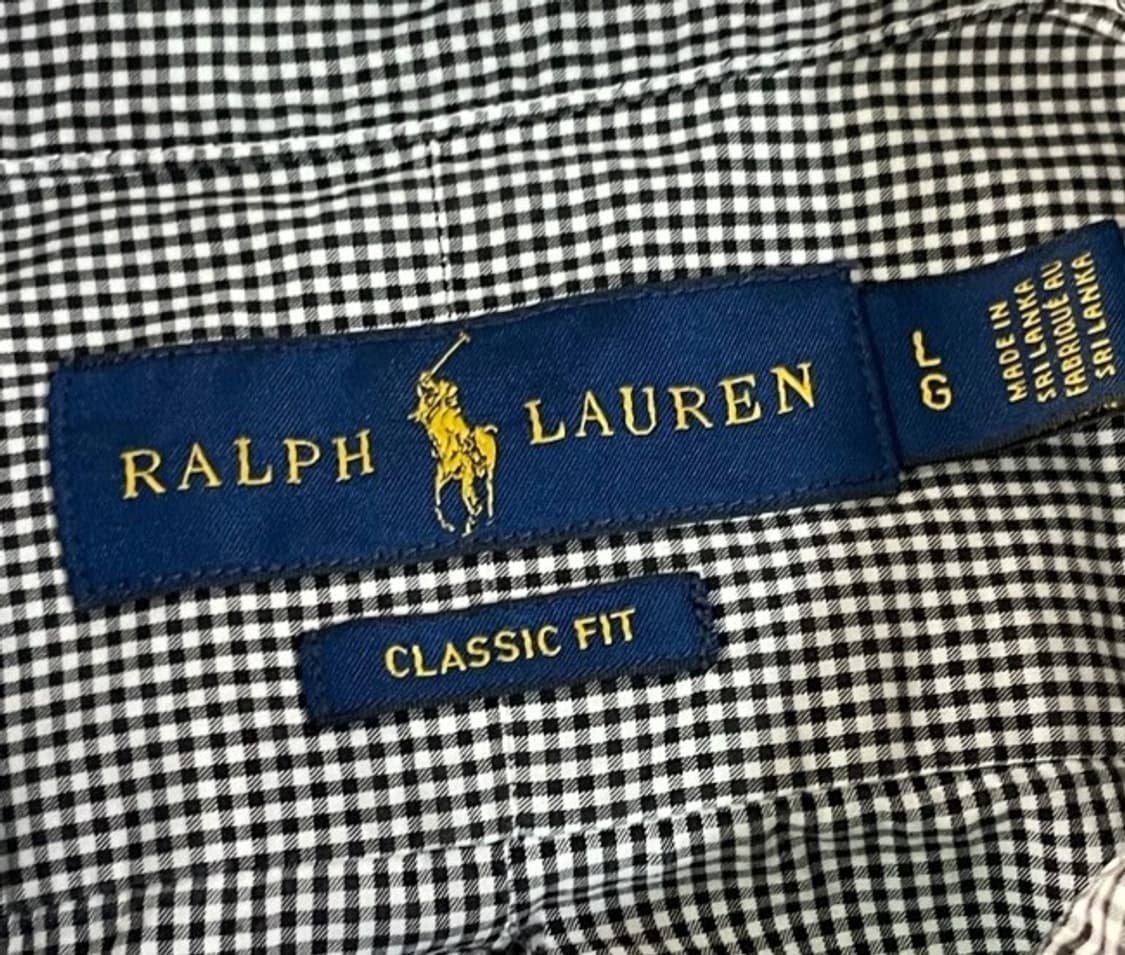 RALPH LAUREN
L
G
MADE IN
SRI LANKA
FABRIQUÉ AU
SRI LANKA
CLASSIC FIT